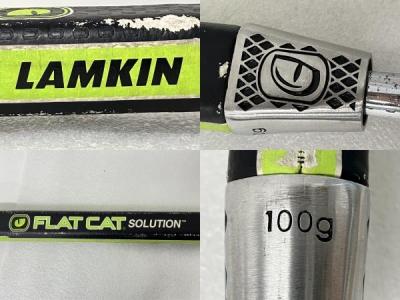 LAMKIN
FLAT CAT SOLUTION™
100g